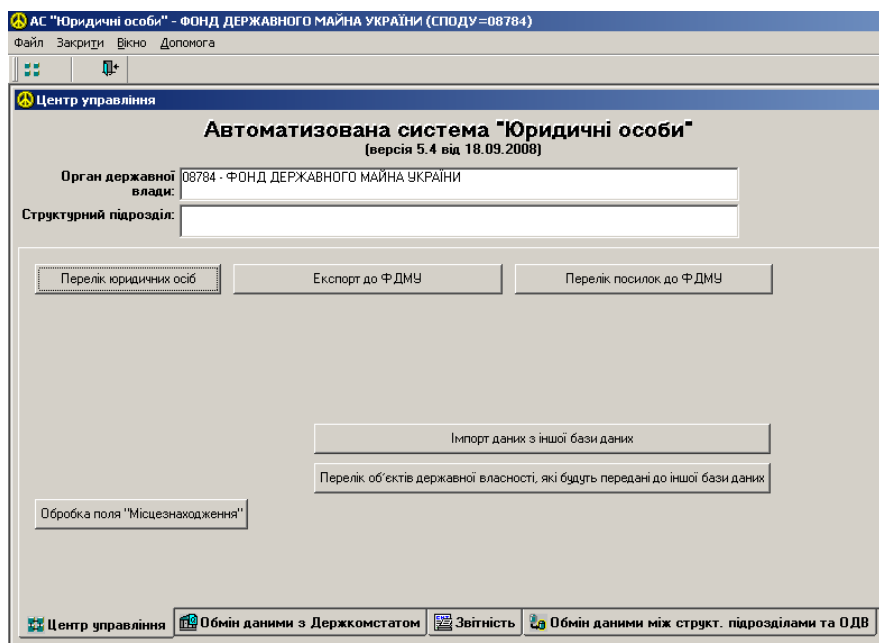 АС "Юридичні особи" - ФОНД ДЕРЖАВНОГО МАЙНА УКРАЇНИ (СПОДУ=08784)
Файл Закрити Вікно Допомога
Центр управління
Автоматизована система "Юридичні особи"
(версія 5.4 від 18.09.2008)
Орган державної влади:
08784 - ФОНД ДЕРЖАВНОГО МАЙНА УКРАЇНИ
Структурний підрозділ:
Перелік юридичних осіб Експорт до ФДМУ Перелік посилок до ФДМУ
Імпорт даних з іншої бази даних
Перелік об'єктів державної власності, які будуть передані до іншої бази даних
Обробка поля "Місцезнаходження"
Центр управління Обмін даними з Держкомстатом Звітність Обмін даними між структ. підрозділами та ОДВ